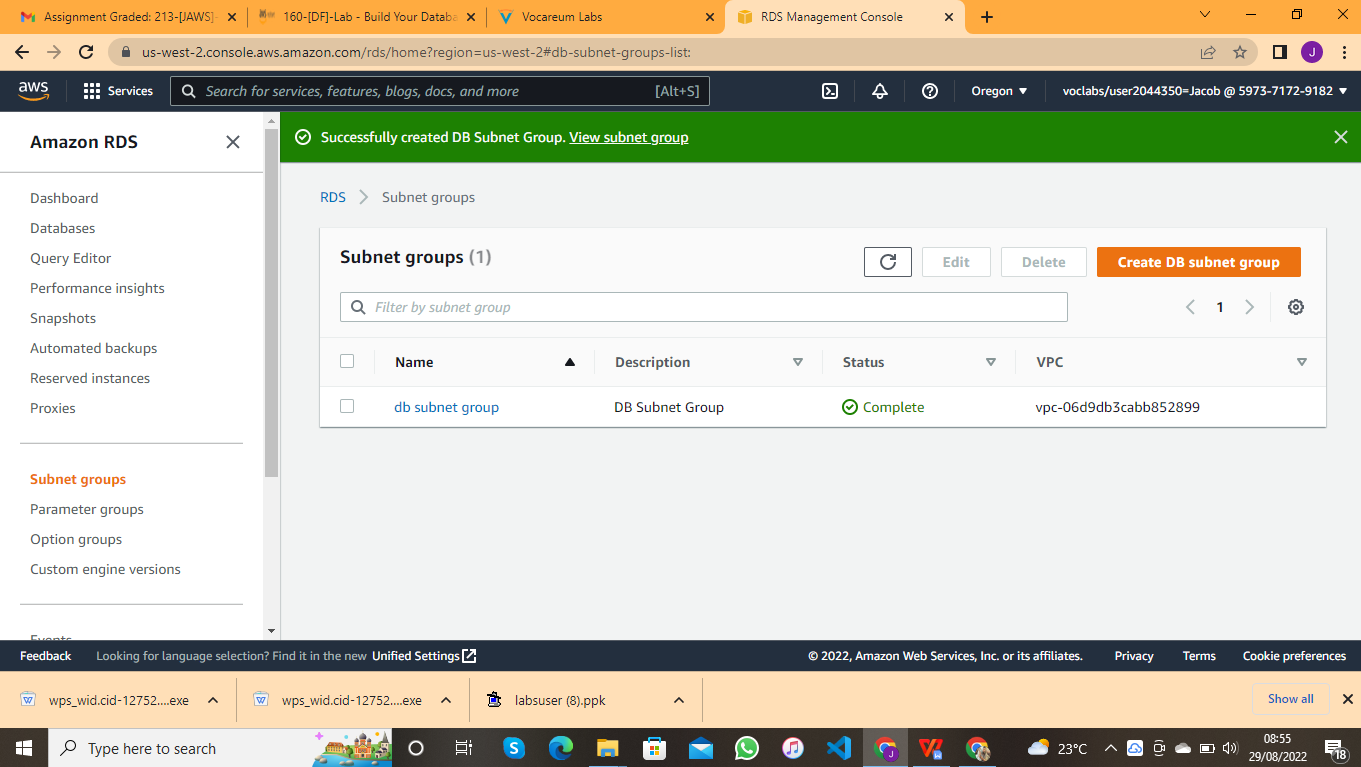 Assignment Graded: 213-[JAWS]-
160-[DF]-Lab - Build Your Databa
Vocareum Labs
RDS Management Console
us-west-2.console.aws.amazon.com/rds/home?region=us-west-2#db-subnet-groups-list:
J
aws
Services
Search for services, features, blogs, docs, and more
[Alt+S]
Oregon
voclabs/user2044350=Jacob @ 5973-7172-9182
Amazon RDS
Successfully created DB Subnet Group. View subnet group
Dashboard
Databases
Query Editor
Performance insights
Snapshots
Automated backups
Reserved instances
Proxies
Subnet groups
Parameter groups
Option groups
Custom engine versions
Events
RDS
Subnet groups
Subnet groups (1)
Edit
Delete
Create DB subnet group
Filter by subnet group
1
Name
Description
Status
VPC
db subnet group
DB Subnet Group
Complete
vpc-06d9db3cabb852899
Feedback
Looking for language selection? Find it in the new Unified Settings
© 2022, Amazon Web Services, Inc. or its affiliates.
Privacy
Terms
Cookie preferences
wps_wid.cid-12752....exe
wps_wid.cid-12752....exe
labsuser (8).ppk
Show all
Type here to search
23°C
08:55
29/08/2022
18